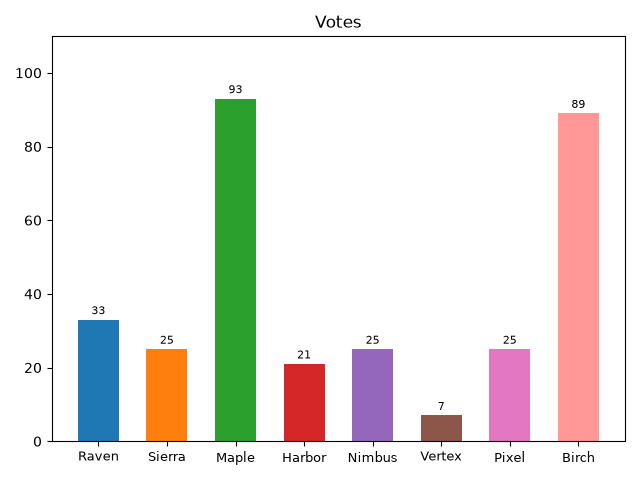 Votes
100
80
60
40
20
0
33
25
93
21
25
7
25
89
Raven
Sierra
Maple
Harbor
Nimbus
Vertex
Pixel
Birch